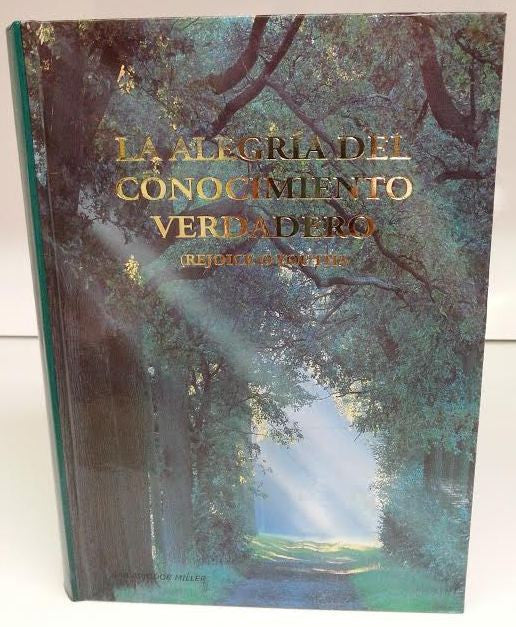 LA ALEGRÍA DEL
CONOCIMIENTO
VERDADERO
(REJOICE O YOUTH)
MILLER